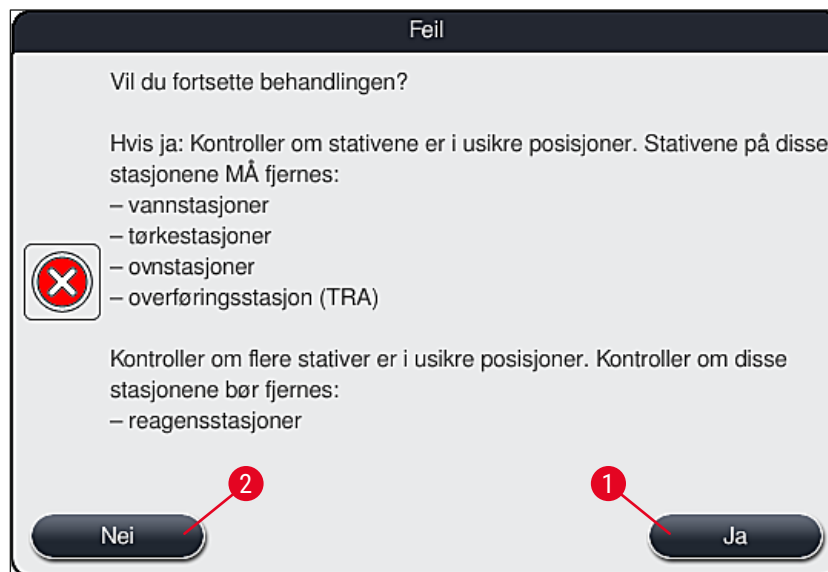 Feil
Vil du fortsette behandlingen?
Hvis ja: Kontroller om stativene er i usikre posisjoner. Stativene på disse
stasjonene MÅ fjernes:
– vannstasjoner
– tørkestasjoner
– ovnstasjoner
– overføringsstasjon (TRA)
Kontroller om flere stativer er i usikre posisjoner. Kontroller om disse
stasjonene bør fjernes:
– reagensstasjoner
2
1
Nei
Ja